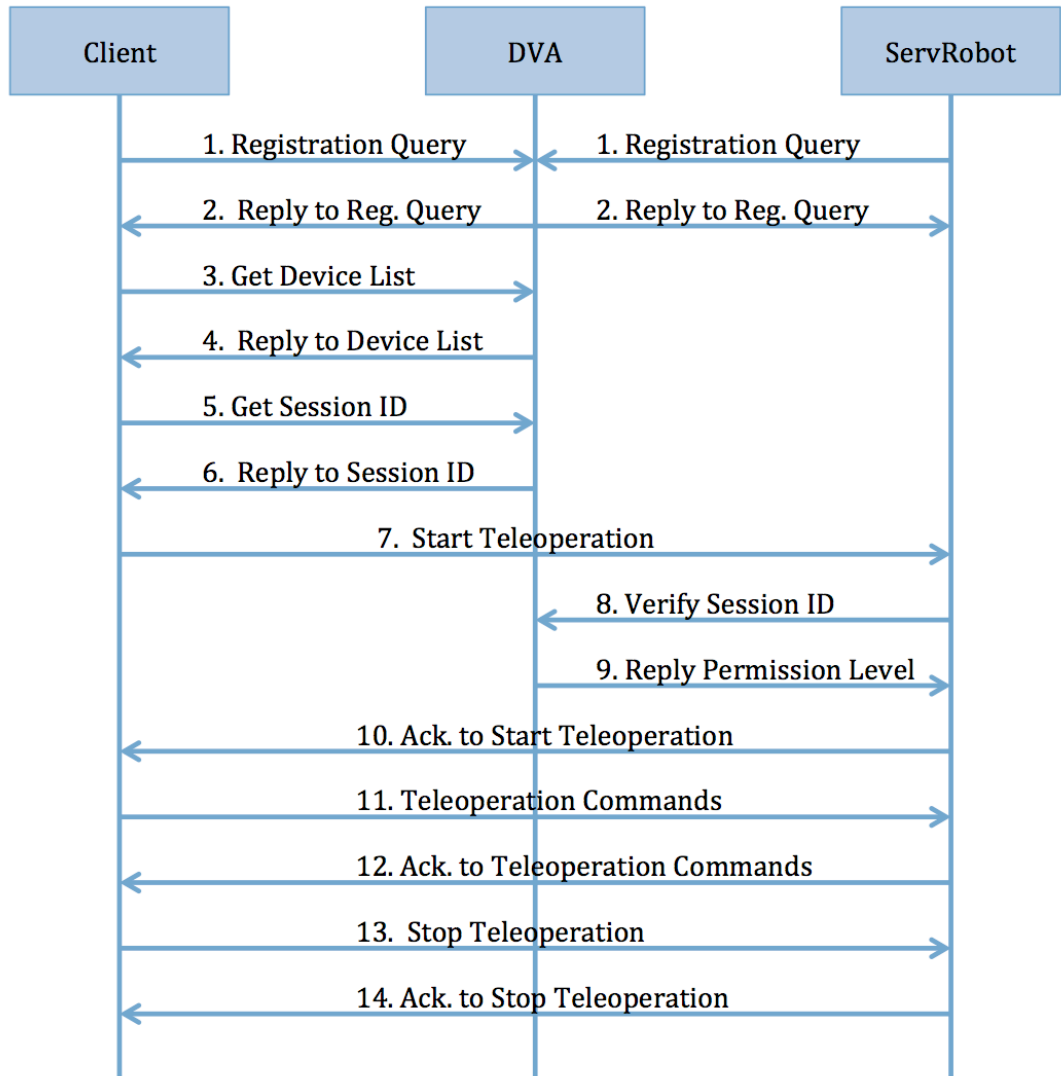 Client
DVA
ServRobot
1. Registration Query
1. Registration Query
2. Reply to Reg. Query
2. Reply to Reg. Query
3. Get Device List
4. Reply to Device List
5. Get Session ID
6. Reply to Session ID
7. Start Teleoperation
8. Verify Session ID
9. Reply Permission Level
10. Ack. to Start Teleoperation
11. Teleoperation Commands
12. Ack. to Teleoperation Commands
13. Stop Teleoperation
14. Ack. to Stop Teleoperation